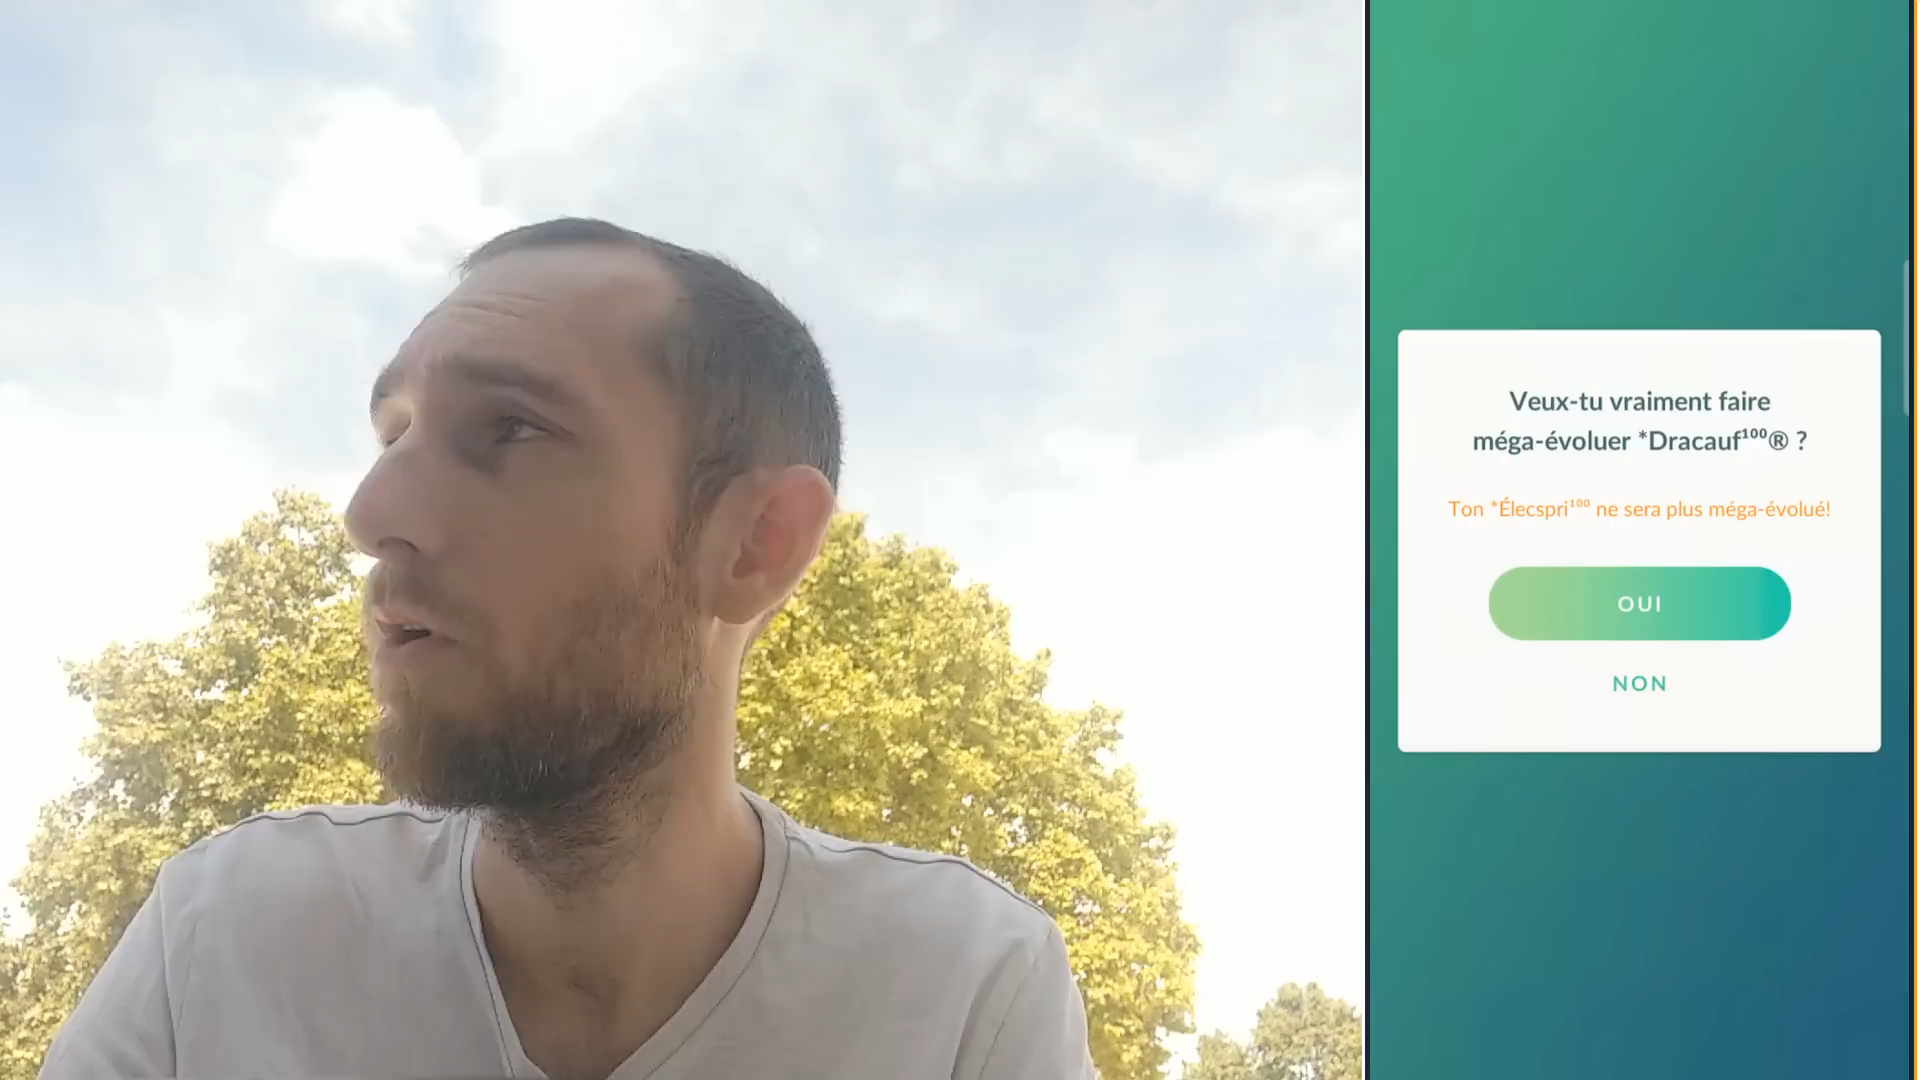 Veux-tu vraiment faire
méga-évoluer *Dracauf¹⁰⁰® ?
Ton *Élecspri¹⁰⁰ ne sera plus méga-évolué!
OUI
NON